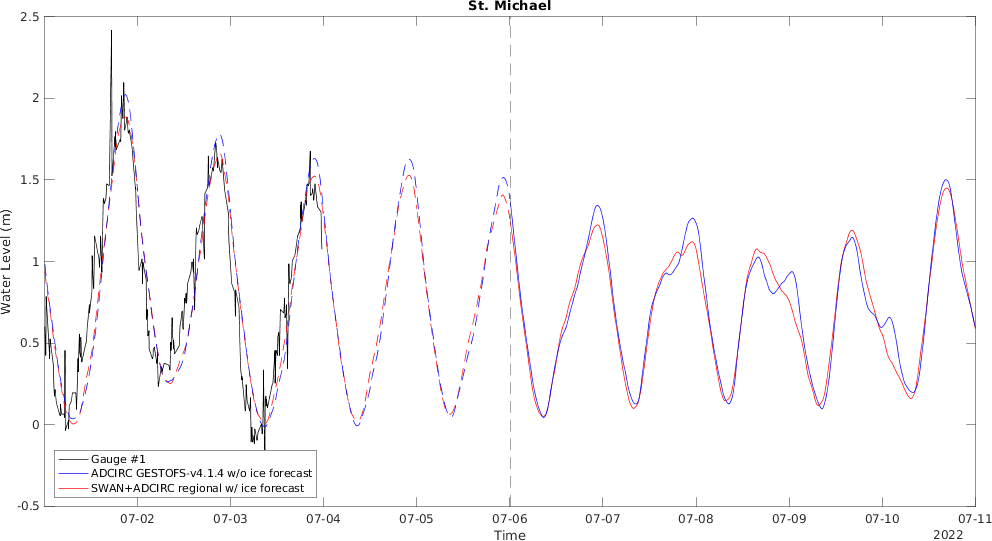 St. Michael
2.5
2
1.5
1
0.5
0
-0.5
Water Level (m)
Gauge #1
ADCIRC GESTOFS-v4.1.4 w/o ice forecast
SWAN+ADCIRC regional w/ ice forecast
07-02 07-03 07-04 07-05 07-06 07-07 07-08 07-09 07-10 07-11
Time
2022